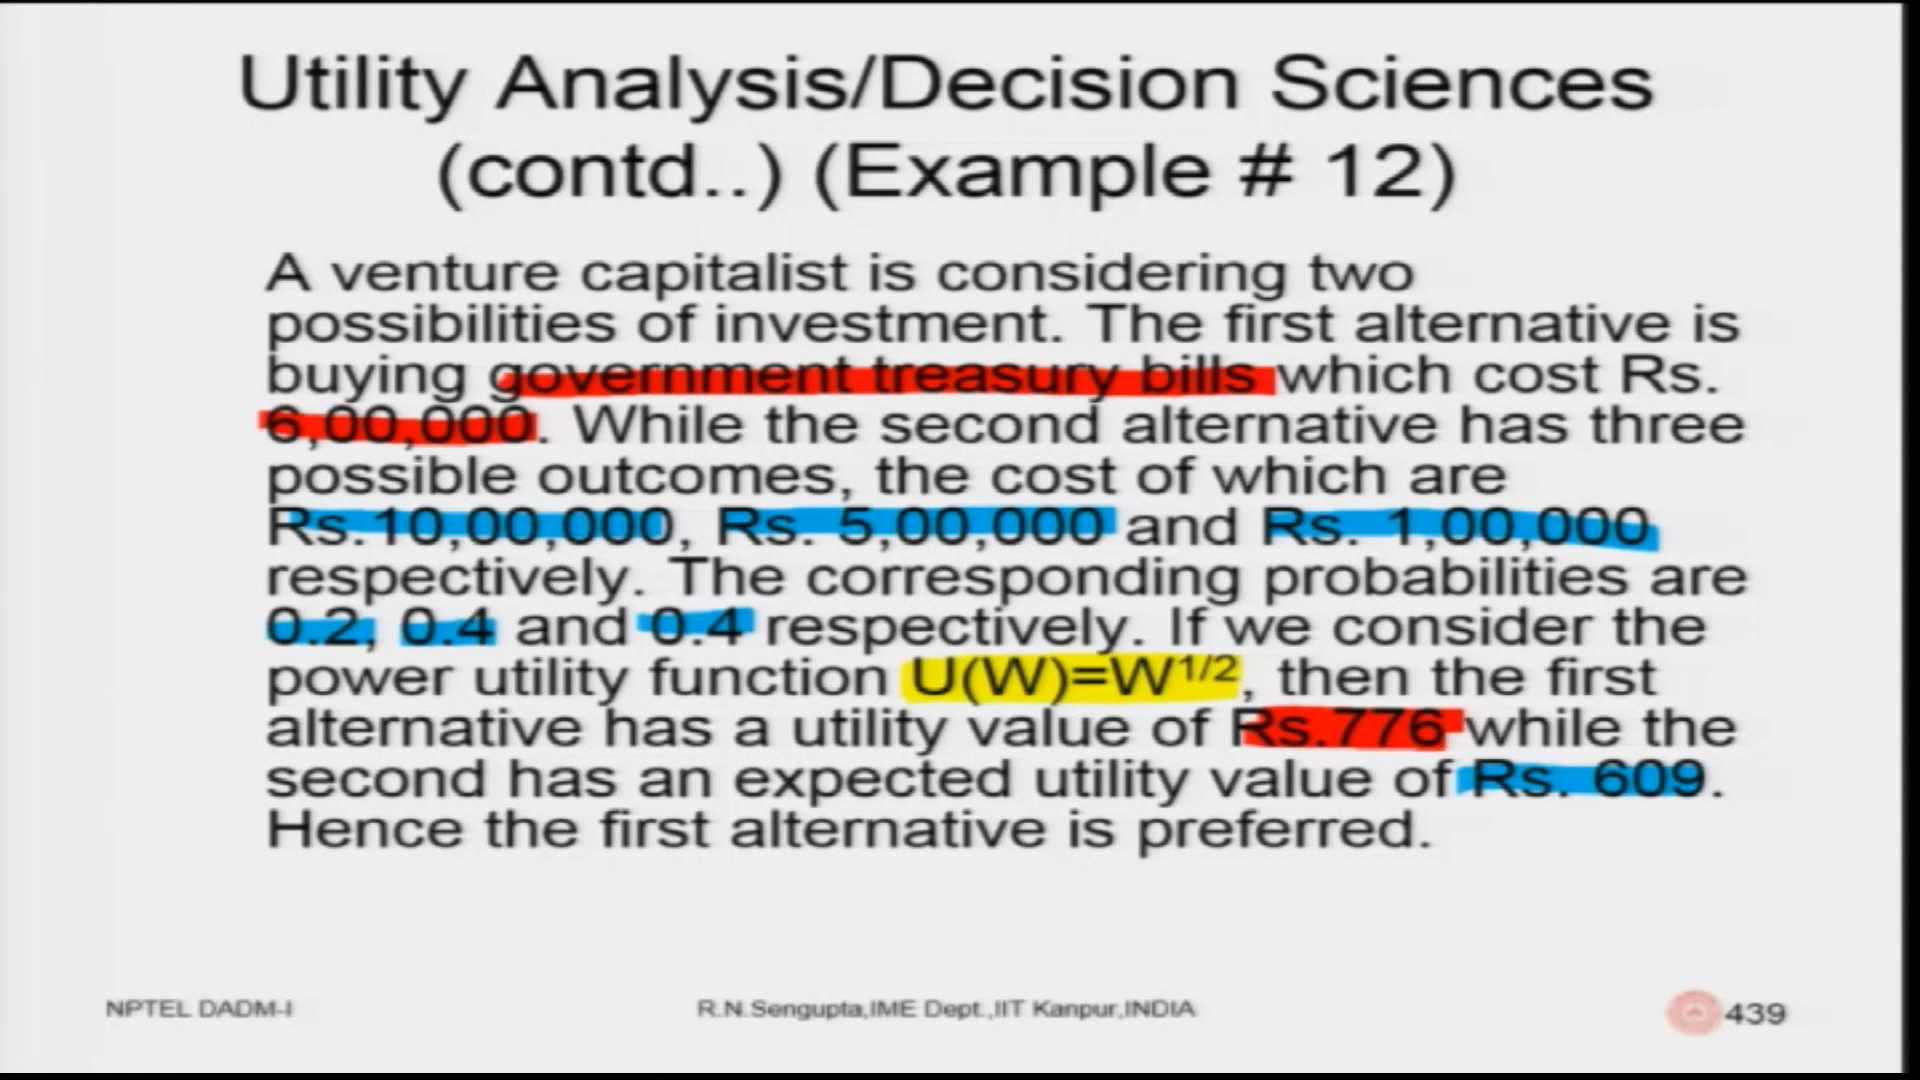 Utility Analysis/Decision Sciences
(contd..) (Example # 12)
A venture capitalist is considering two
possibilities of investment. The first alternative is
buying government treasury bills which cost Rs.
6,00,000. While the second alternative has three
possible outcomes, the cost of which are
Rs.10,00,000, Rs. 5,00,000 and Rs. 1,00,000
respectively. The corresponding probabilities are
0.2, 0.4 and 0.4 respectively. If we consider the
power utility function U(W)=W¹/², then the first
alternative has a utility value of Rs.776 while the
second has an expected utility value of Rs. 609.
Hence the first alternative is preferred.
NPTEL DADM-I
R.N.Sengupta,IME Dept.,IIT Kanpur,INDIA
439